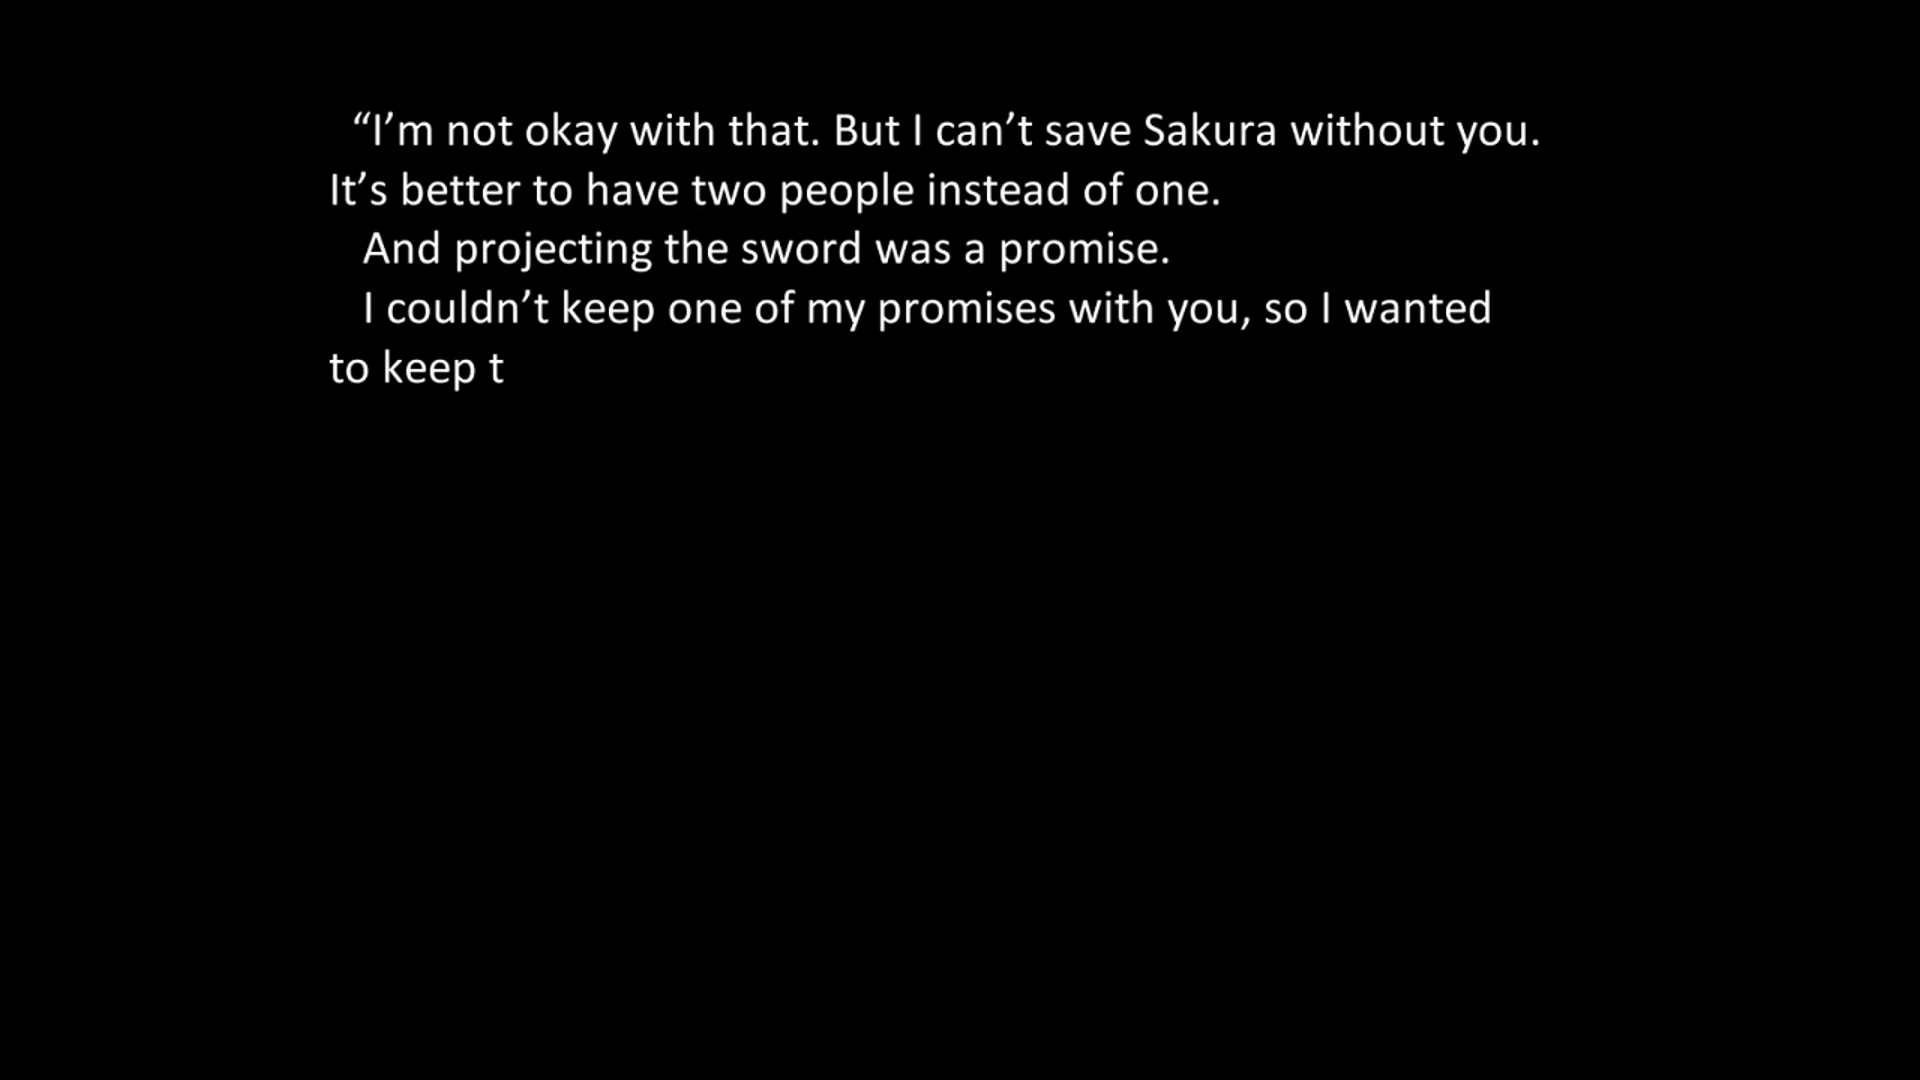 “I’m not okay with that. But I can’t save Sakura without you.
It’s better to have two people instead of one.
And projecting the sword was a promise.
I couldn’t keep one of my promises with you, so I wanted
to keep t